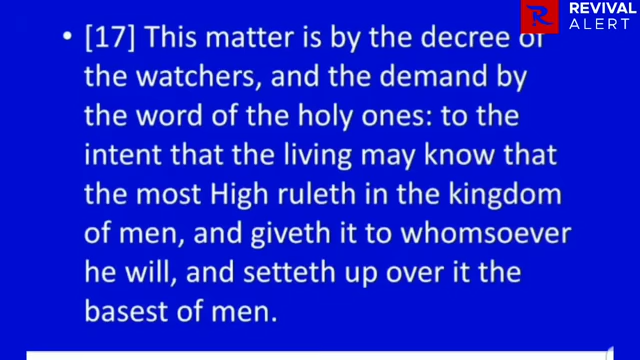 REVIVAL
ALERT
• [17] This matter is by the decree of
the watchers, and the demand by
the word of the holy ones: to the
intent that the living may know that
the most High ruleth in the kingdom
of men, and giveth it to whomsoever
he will, and setteth up over it the
basest of men.